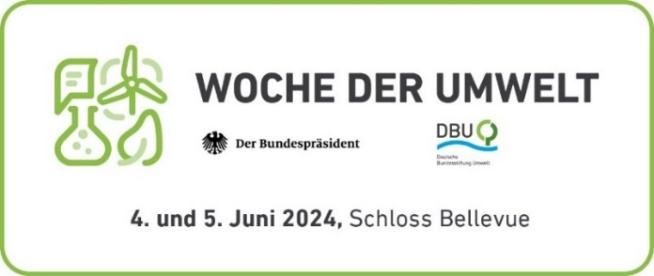 WOCHE DER UMWELT
Der Bundespräsident
DBU
Deutsche
Bundesstiftung Umwelt
4. und 5. Juni 2024, Schloss Bellevue